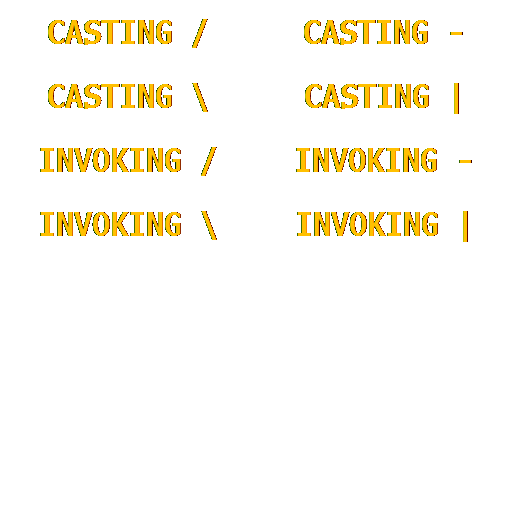 CASTING / CASTING -
CASTING \ CASTING |
INVOKING / INVOKING -
INVOKING \ INVOKING |